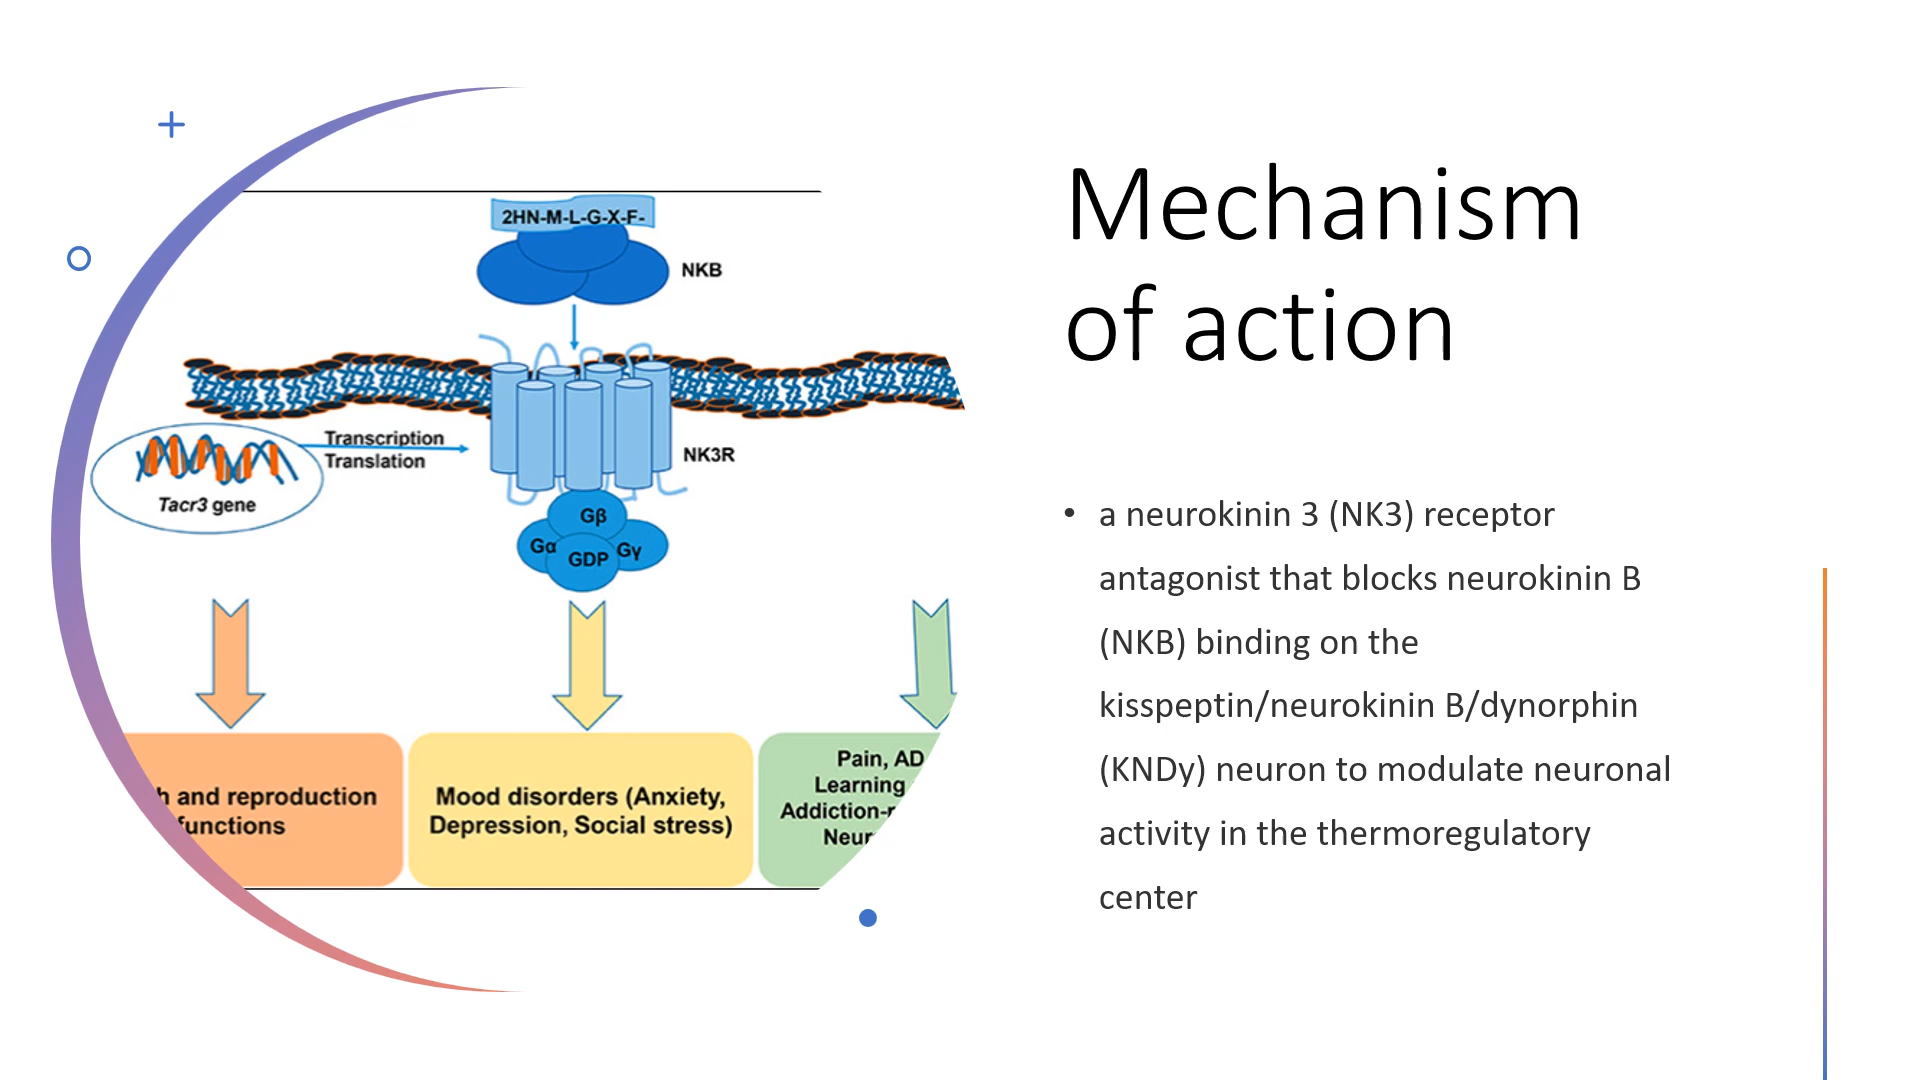 2HN-M-L-G-X-F-
NKB
Transcription
Translation
NK3R
Tacr3 gene
Gβ
Gα
Gγ
GDP
and reproduction
functions
Mood disorders (Anxiety,
Depression, Social stress)
Pain, AD
Learning
Mechanism
of action
• a neurokinin 3 (NK3) receptor
antagonist that blocks neurokinin B
(NKB) binding on the
kisspeptin/neurokinin B/dynorphin
(KNDy) neuron to modulate neuronal
activity in the thermoregulatory
center